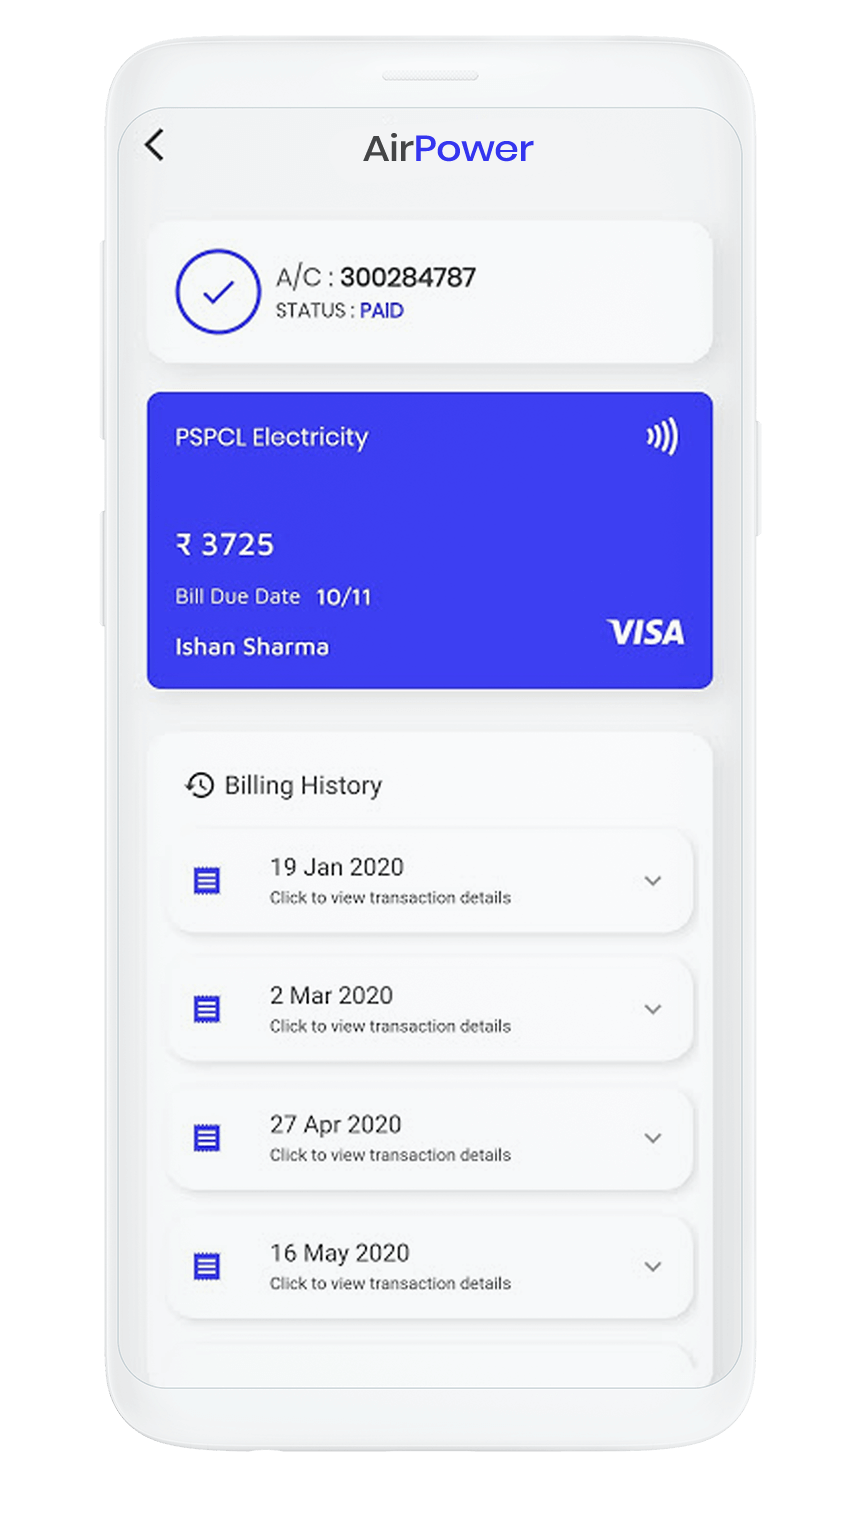 AirPower
A/C : 300284787
STATUS : PAID
PSPCL Electricity
₹ 3725
Bill Due Date 10/11
Ishan Sharma
VISA
Billing History
19 Jan 2020
Click to view transaction details
2 Mar 2020
Click to view transaction details
27 Apr 2020
Click to view transaction details
16 May 2020
Click to view transaction details